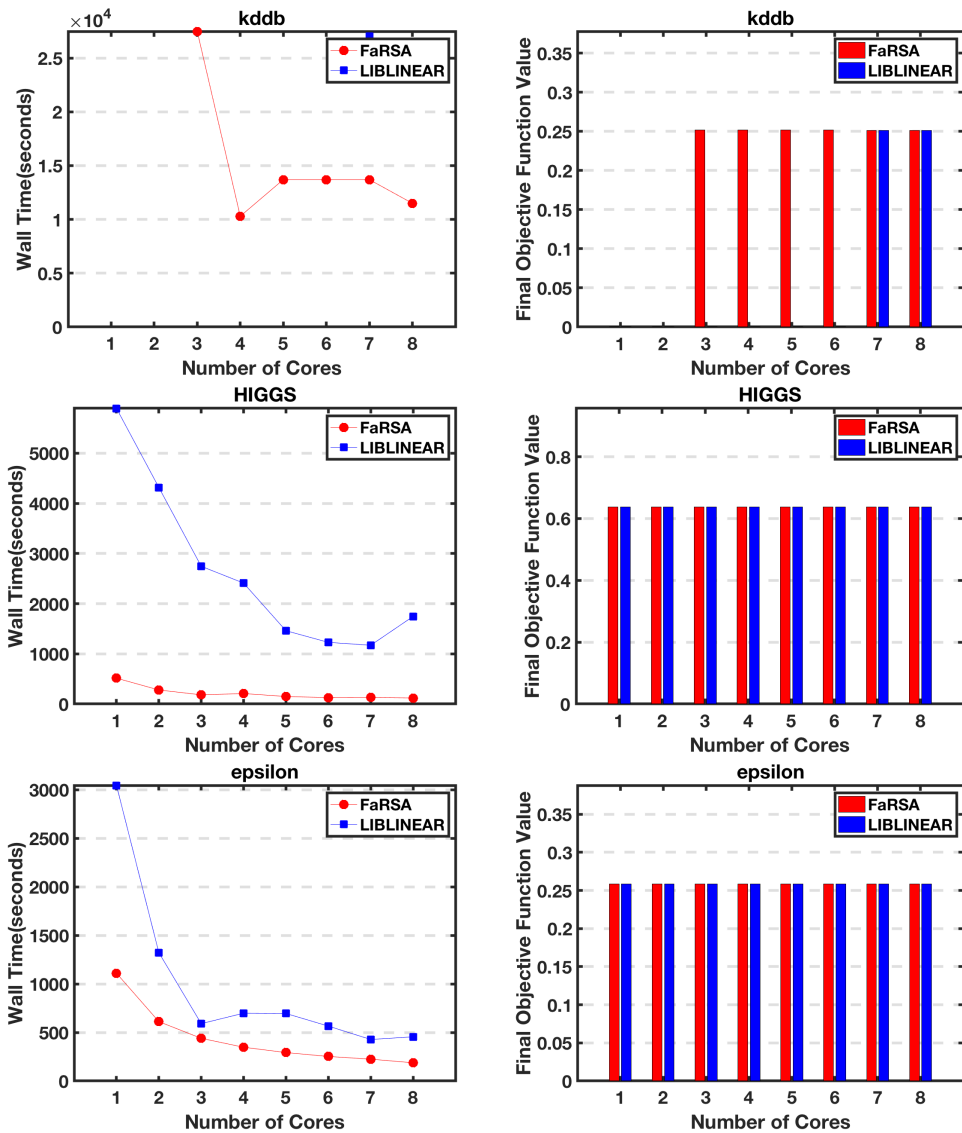 kddb
×10⁴
2.5
2
1.5
1
0.5
0
Wall Time(seconds)
FaRSA
LIBLINEAR
1 2 3 4 5 6 7 8
Number of Cores
kddb
0.35
0.3
0.25
0.2
0.15
0.1
0.05
0
Final Objective Function Value
FaRSA
LIBLINEAR
1 2 3 4 5 6 7 8
Number of Cores
HIGGS
5000
4000
3000
2000
1000
0
Wall Time(seconds)
FaRSA
LIBLINEAR
1 2 3 4 5 6 7 8
Number of Cores
HIGGS
0.8
0.6
0.4
0.2
0
Final Objective Function Value
FaRSA
LIBLINEAR
1 2 3 4 5 6 7 8
Number of Cores
epsilon
3000
2500
2000
1500
1000
500
0
Wall Time(seconds)
FaRSA
LIBLINEAR
1 2 3 4 5 6 7 8
Number of Cores
epsilon
0.35
0.3
0.25
0.2
0.15
0.1
0.05
0
Final Objective Function Value
FaRSA
LIBLINEAR
1 2 3 4 5 6 7 8
Number of Cores